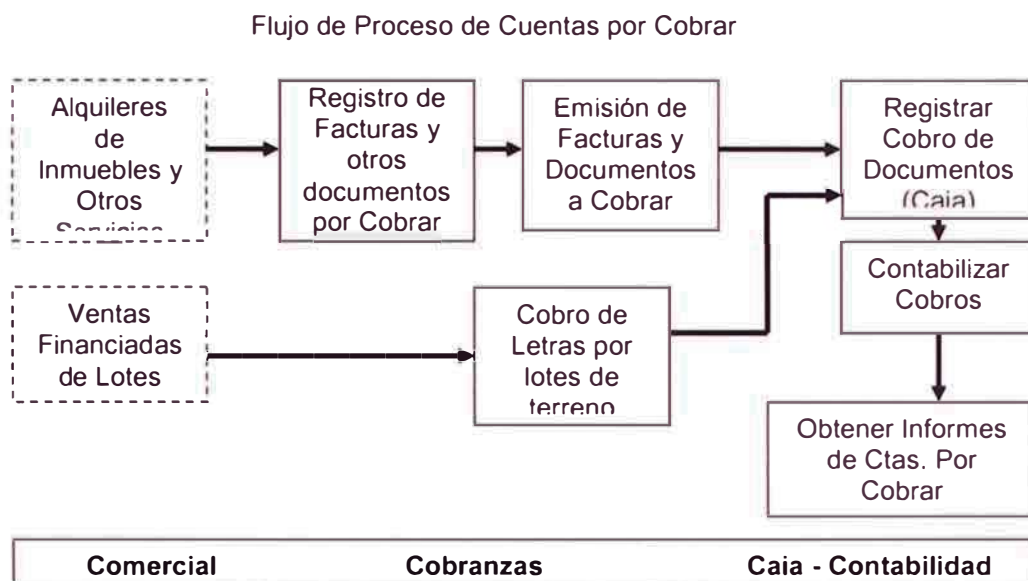 Flujo de Proceso de Cuentas por Cobrar
Alquileres
de
Inmuebles y
Otros
Servicios
Registro de
Facturas y
otros
documentos
por Cobrar
Emisión de
Facturas y
Documentos
a Cobrar
Registrar
Cobro de
Documentos
(Caja)
Contabilizar
Cobros
Ventas
Financiadas
de Lotes
Cobro de
Letras por
lotes de
terreno
Obtener Informes
de Ctas. Por
Cobrar
Comercial Cobranzas Caja - Contabilidad